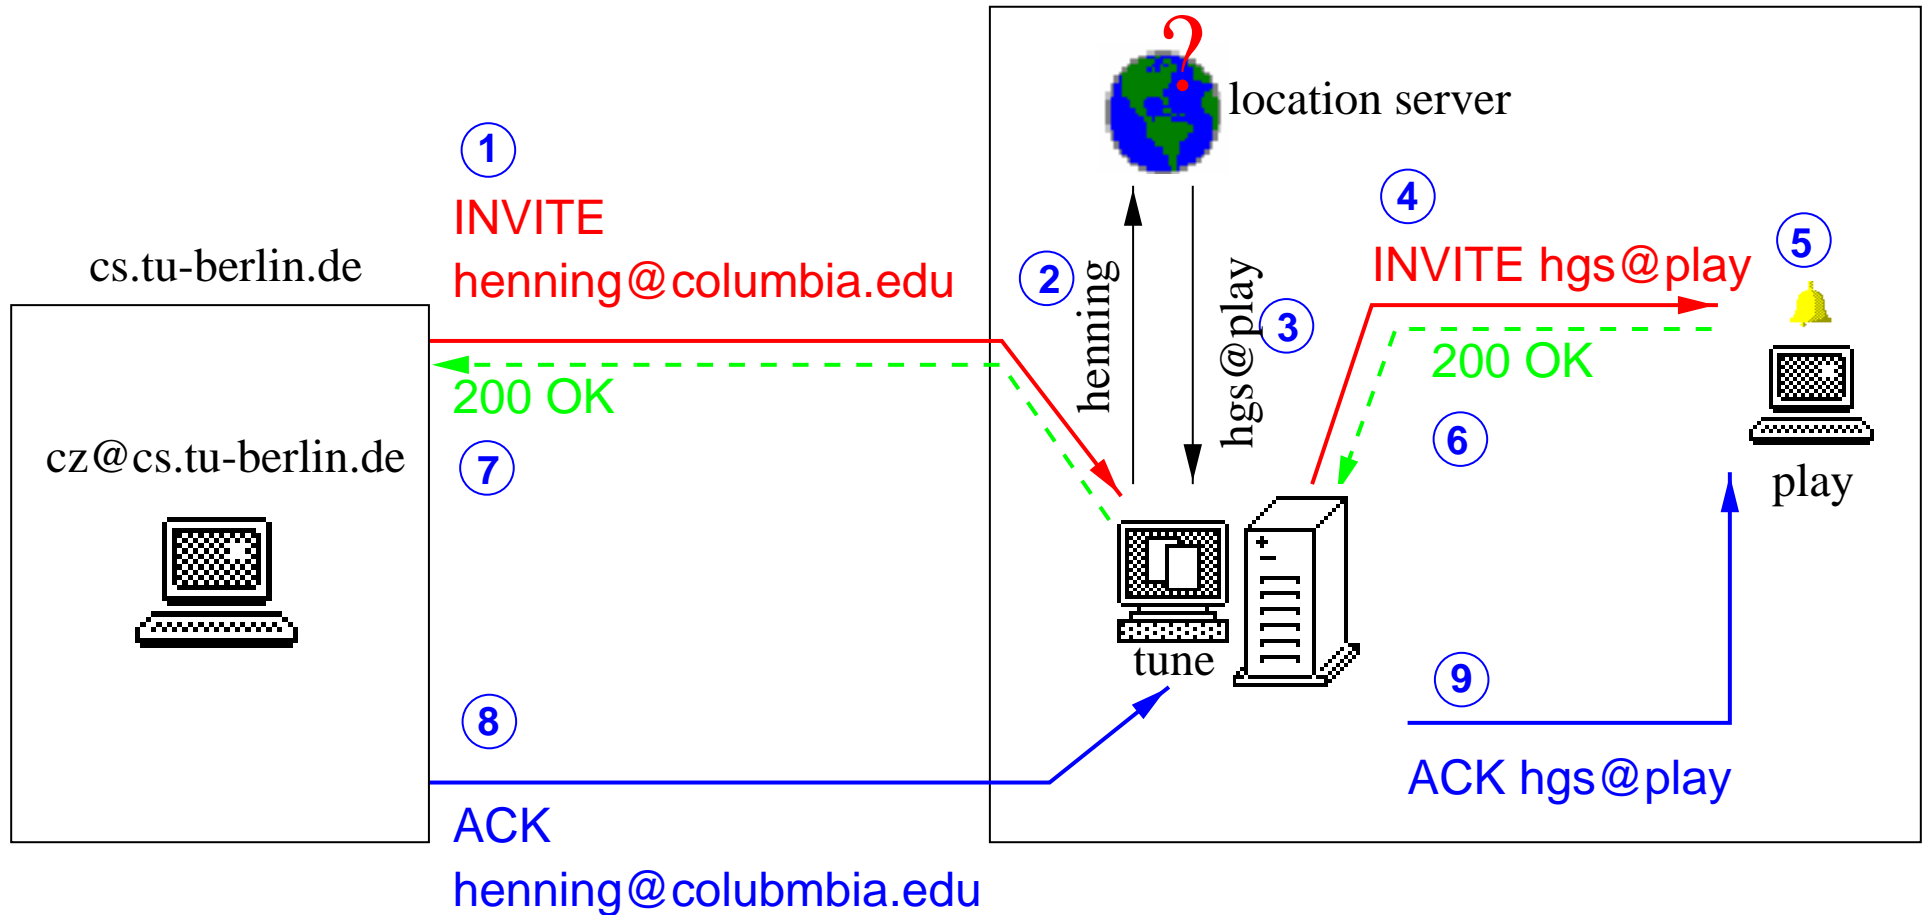 ?
location server
1
INVITE
henning@columbia.edu
cs.tu-berlin.de
2
henning
hgs@play
3
4
INVITE hgs@play
5
200 OK
200 OK
6
cz@cs.tu-berlin.de
7
play
tune
8
9
ACK hgs@play
ACK
henning@colubmbia.edu